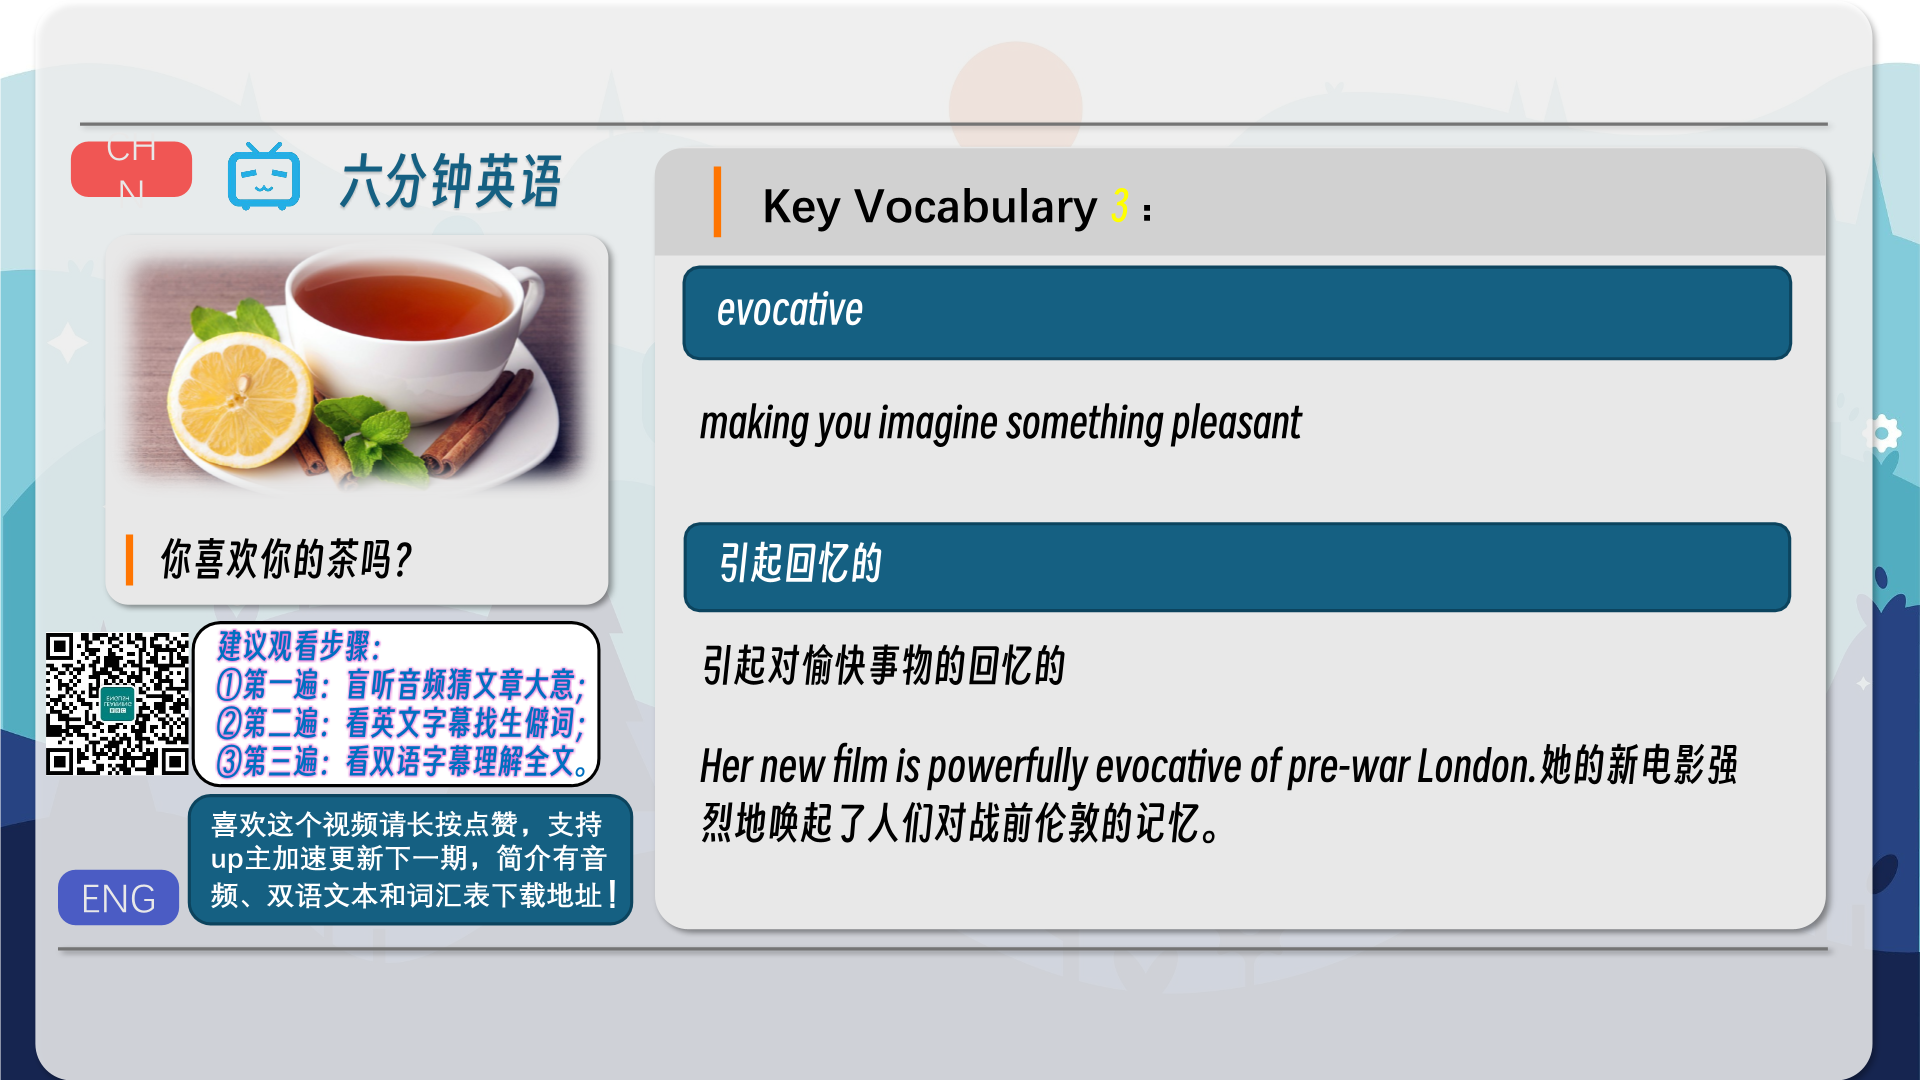 CH
N
六分钟英语
你喜欢你的茶吗？
建议观看步骤：
①第一遍：盲听音频猜文章大意；
②第二遍：看英文字幕找生僻词；
③第三遍：看双语字幕理解全文。
喜欢这个视频请长按点赞，支持
up主加速更新下一期，简介有音
频、双语文本和词汇表下载地址！
ENG
Key Vocabulary 3：
evocative
making you imagine something pleasant
引起回忆的
引起对愉快事物的回忆的
Her new film is powerfully evocative of pre-war London.她的新电影强
烈地唤起了人们对战前伦敦的记忆。